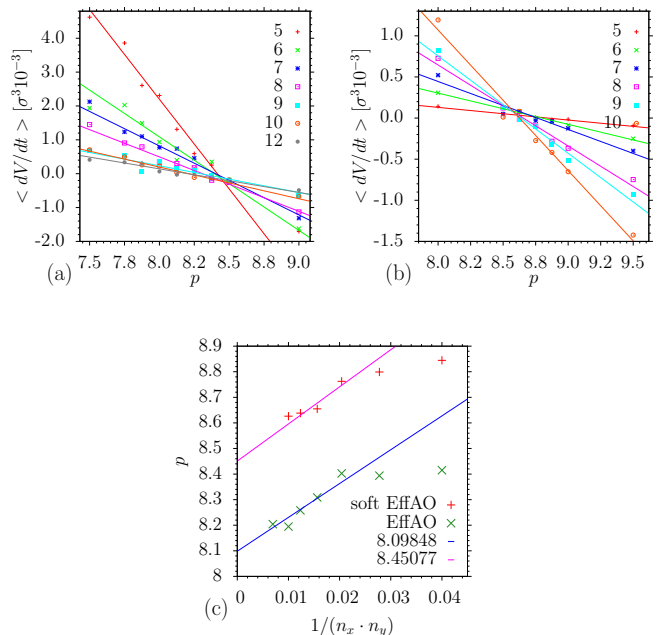 < dV/dt > [σ³10⁻³]
4.0
3.0
2.0
1.0
0.0
-1.0
-2.0
7.5 7.5 8.0 8.2 8.5 8.8 9.0
p
(a)
5
6
7
8
9
10
12
< dV/dt > [σ³10⁻³]
1.0
0.5
0.0
-0.5
-1.0
-1.5
8.0 8.2 8.5 8.8 9.0 9.2 9.5
p
(b)
5
6
7
8
9
10
p
8.9
8.8
8.7
8.6
8.5
8.4
8.3
8.2
8.1
8
0 0.01 0.02 0.03 0.04
1/(nₓ · n_y)
(c)
soft EffAO
EffAO
8.09848
8.45077